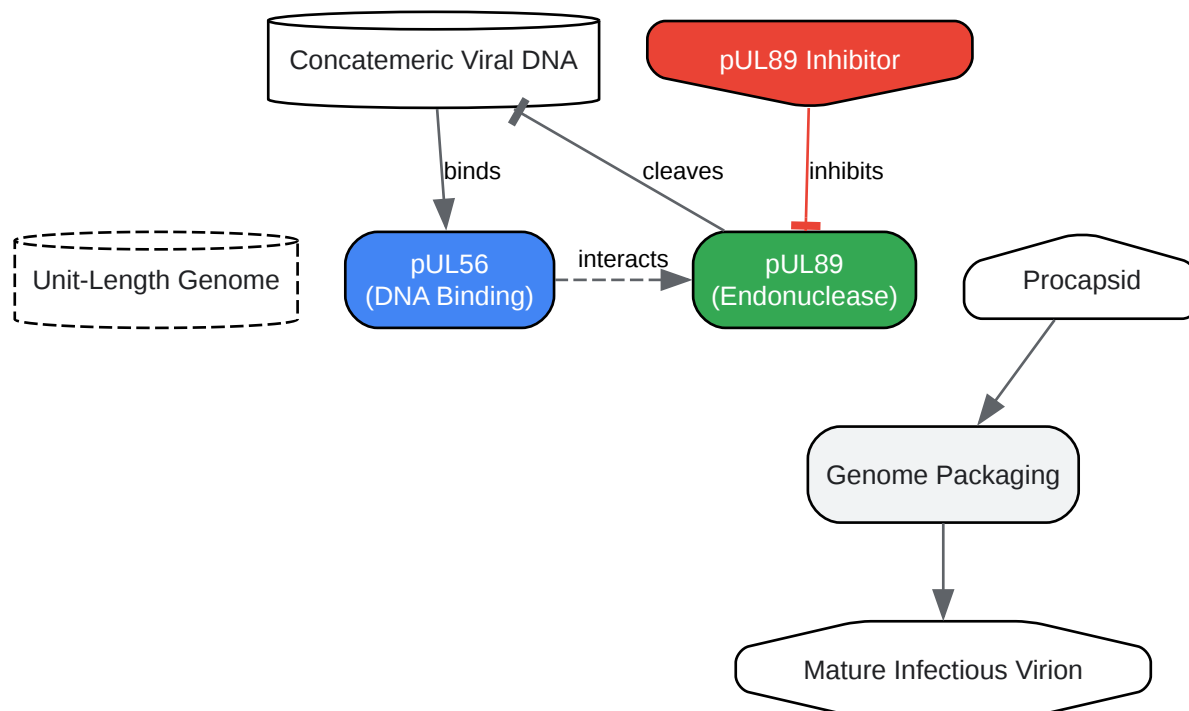 Concatemeric Viral DNA
pUL89 Inhibitor
binds
cleaves
inhibits
Unit-Length Genome
pUL56
(DNA Binding)
interacts
pUL89
(Endonuclease)
Procapsid
Genome Packaging
Mature Infectious Virion